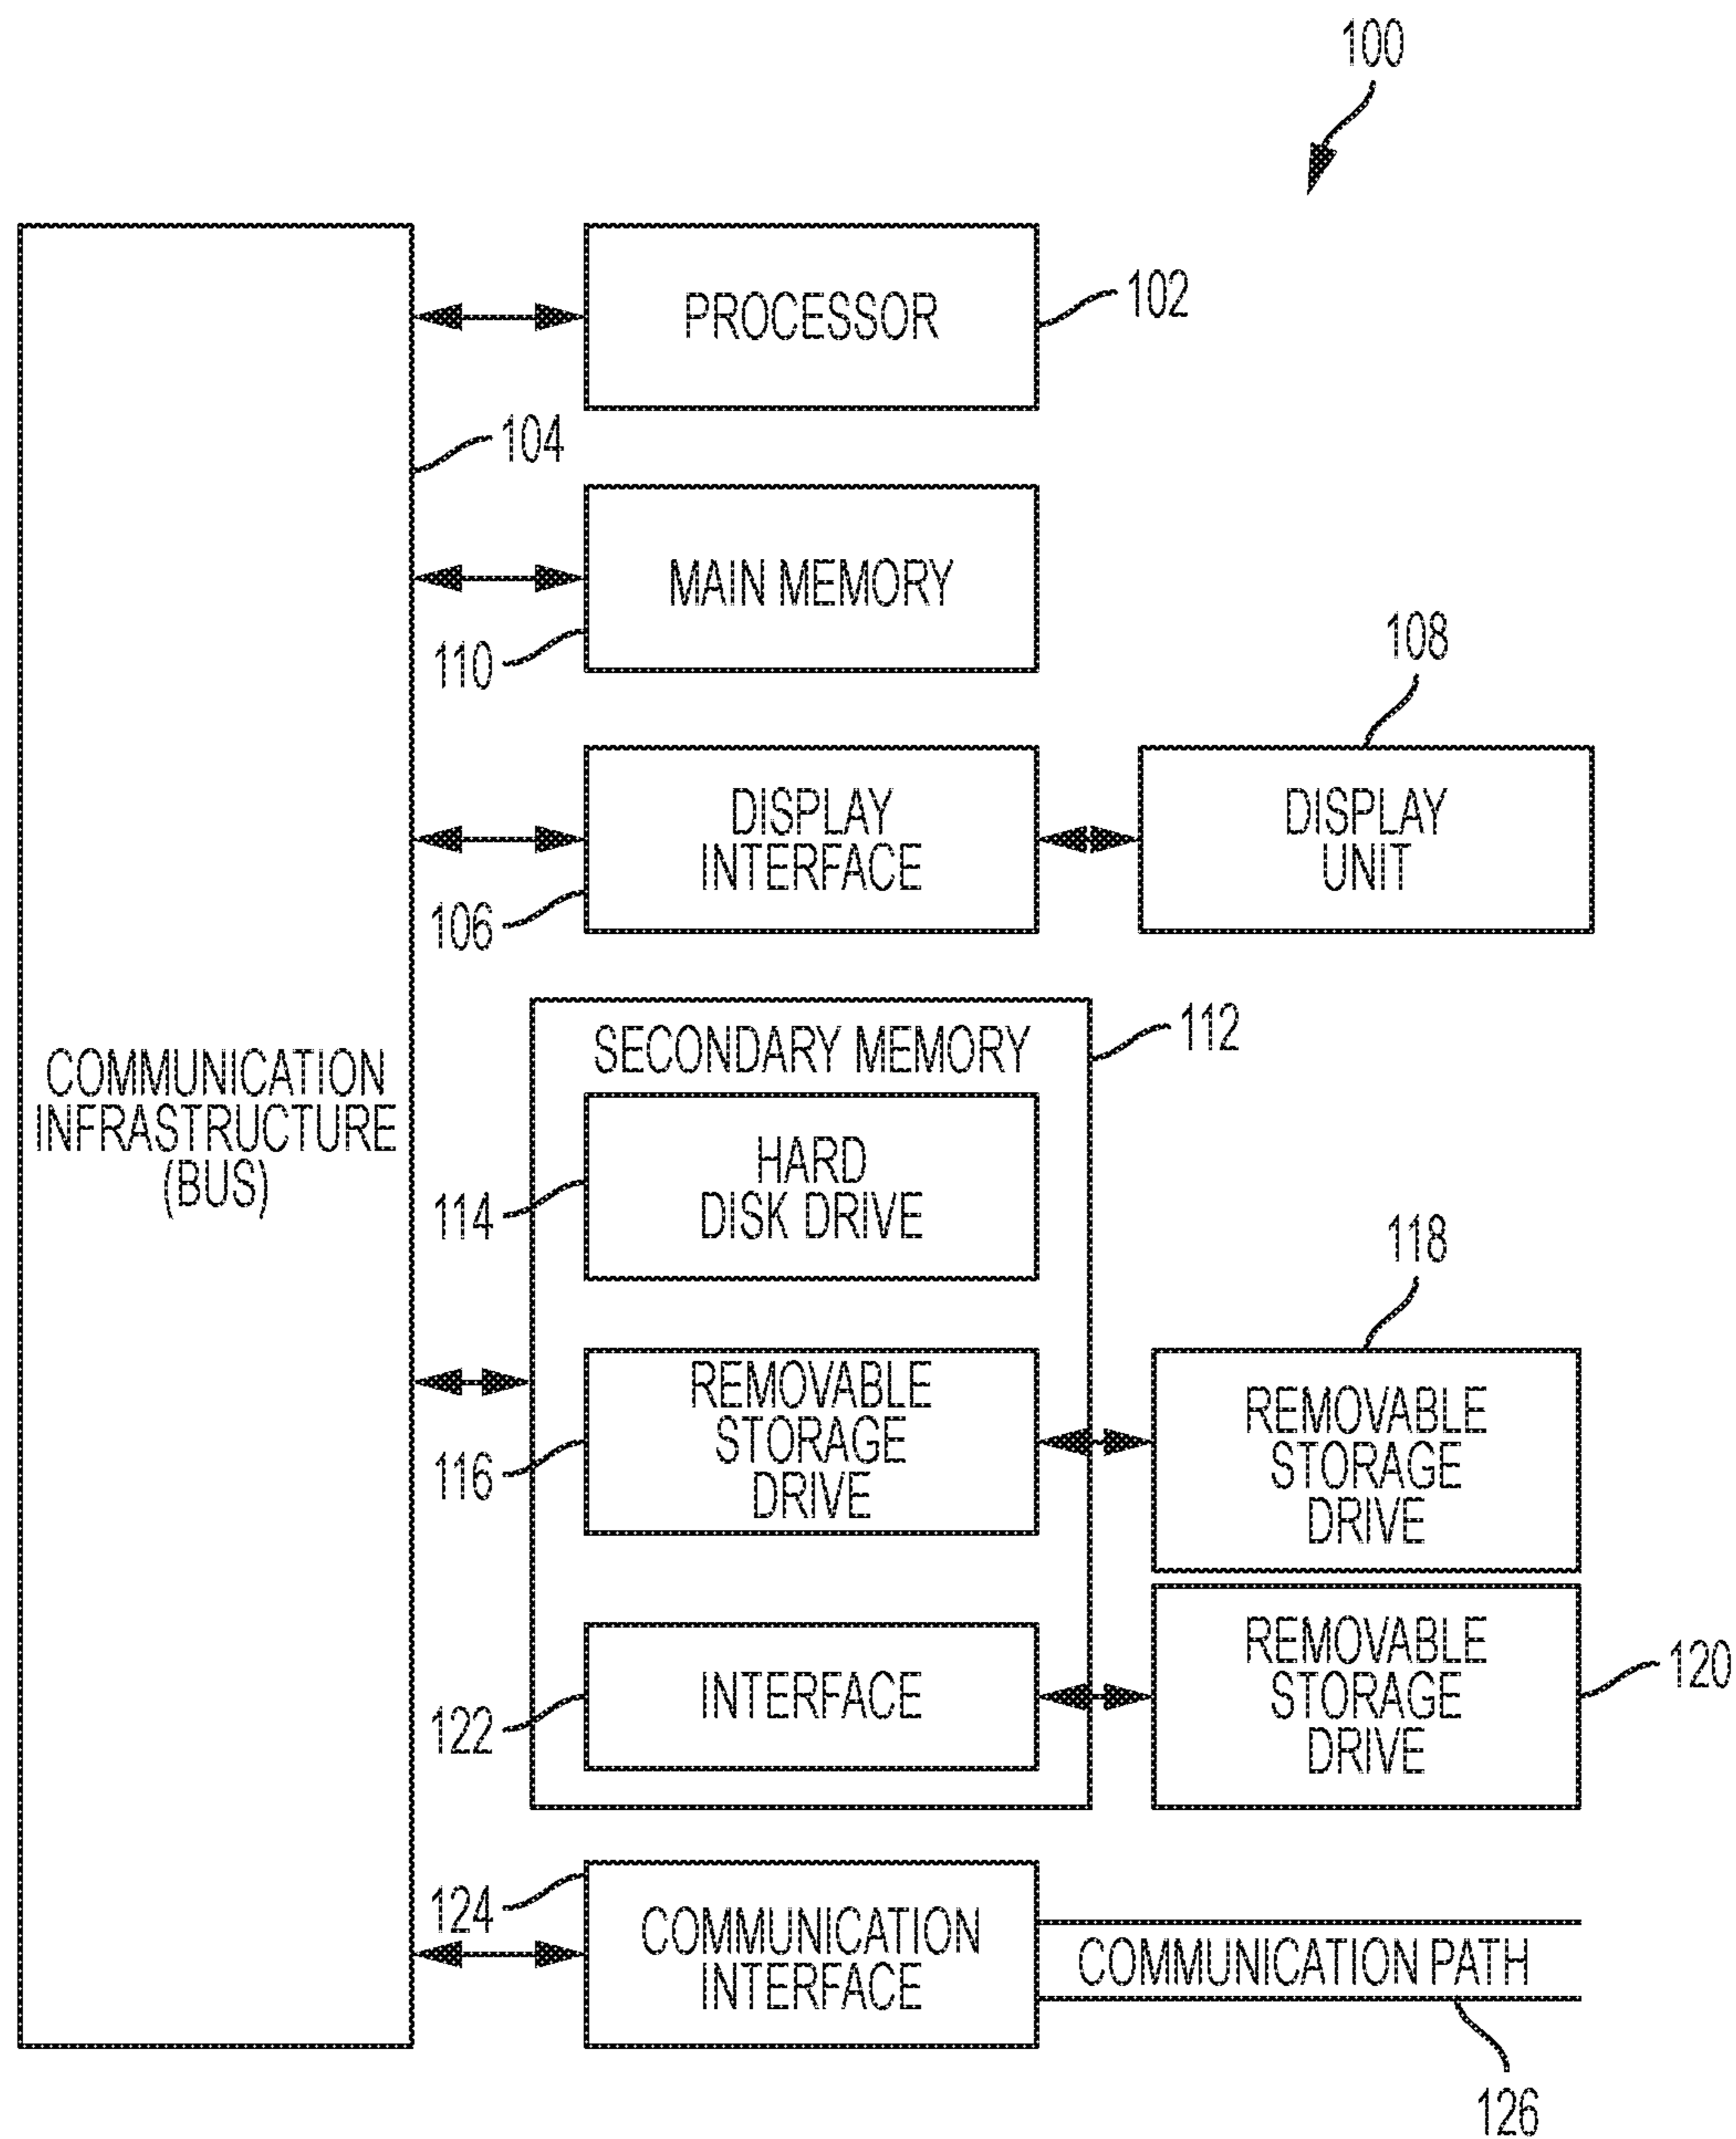 100
PROCESSOR
102
104
MAIN MEMORY
110
108
DISPLAY
INTERFACE
106
DISPLAY
UNIT
COMMUNICATION
INFRASTRUCTURE
(BUS)
SECONDARY MEMORY
112
HARD
DISK DRIVE
114
118
REMOVABLE
STORAGE
DRIVE
116
REMOVABLE
STORAGE
DRIVE
INTERFACE
122
REMOVABLE
STORAGE
DRIVE
120
124
COMMUNICATION
INTERFACE
COMMUNICATION PATH
126